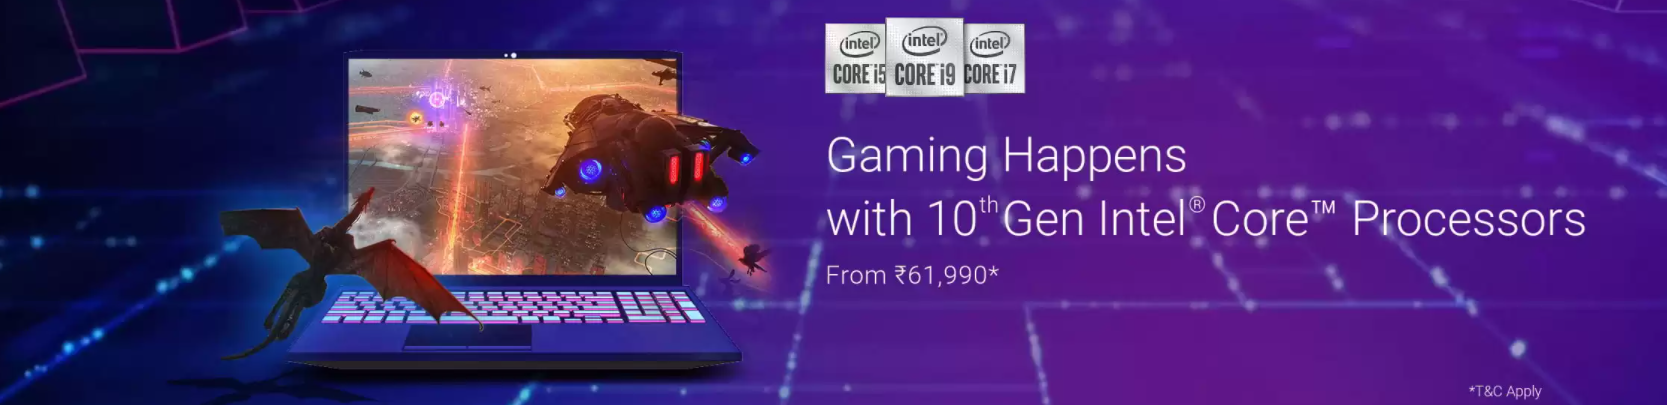 intel CORE i5
intel CORE i9
intel CORE i7
Gaming Happens
with 10th Gen Intel® Core™ Processors
From ₹61,990*
*T&C Apply